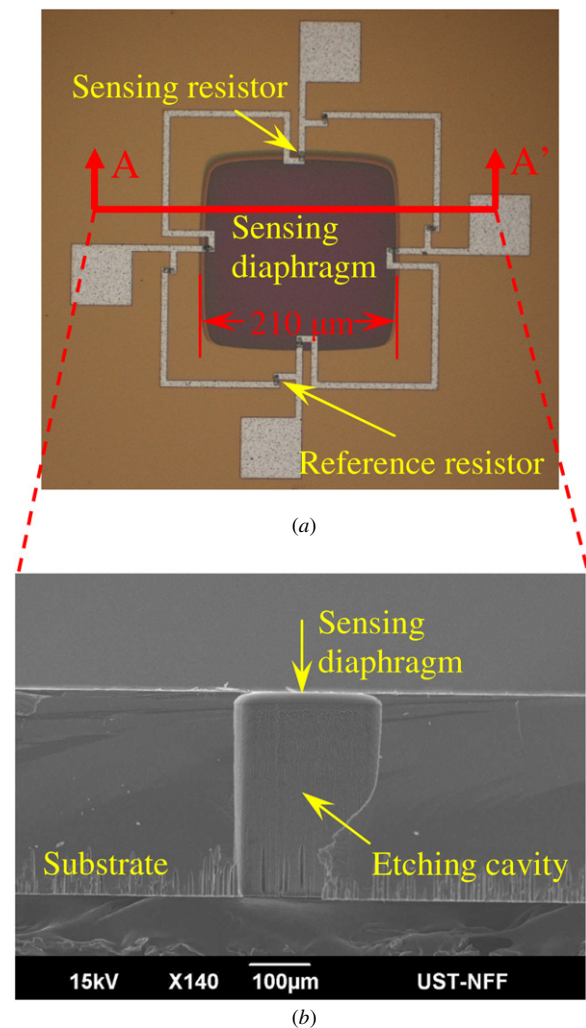 Sensing resistor
A
A'
Sensing
diaphragm
210 μm
Reference resistor
(a)
Sensing
diaphragm
Substrate
Etching cavity
15kV X140 100μm UST-NFF
(b)